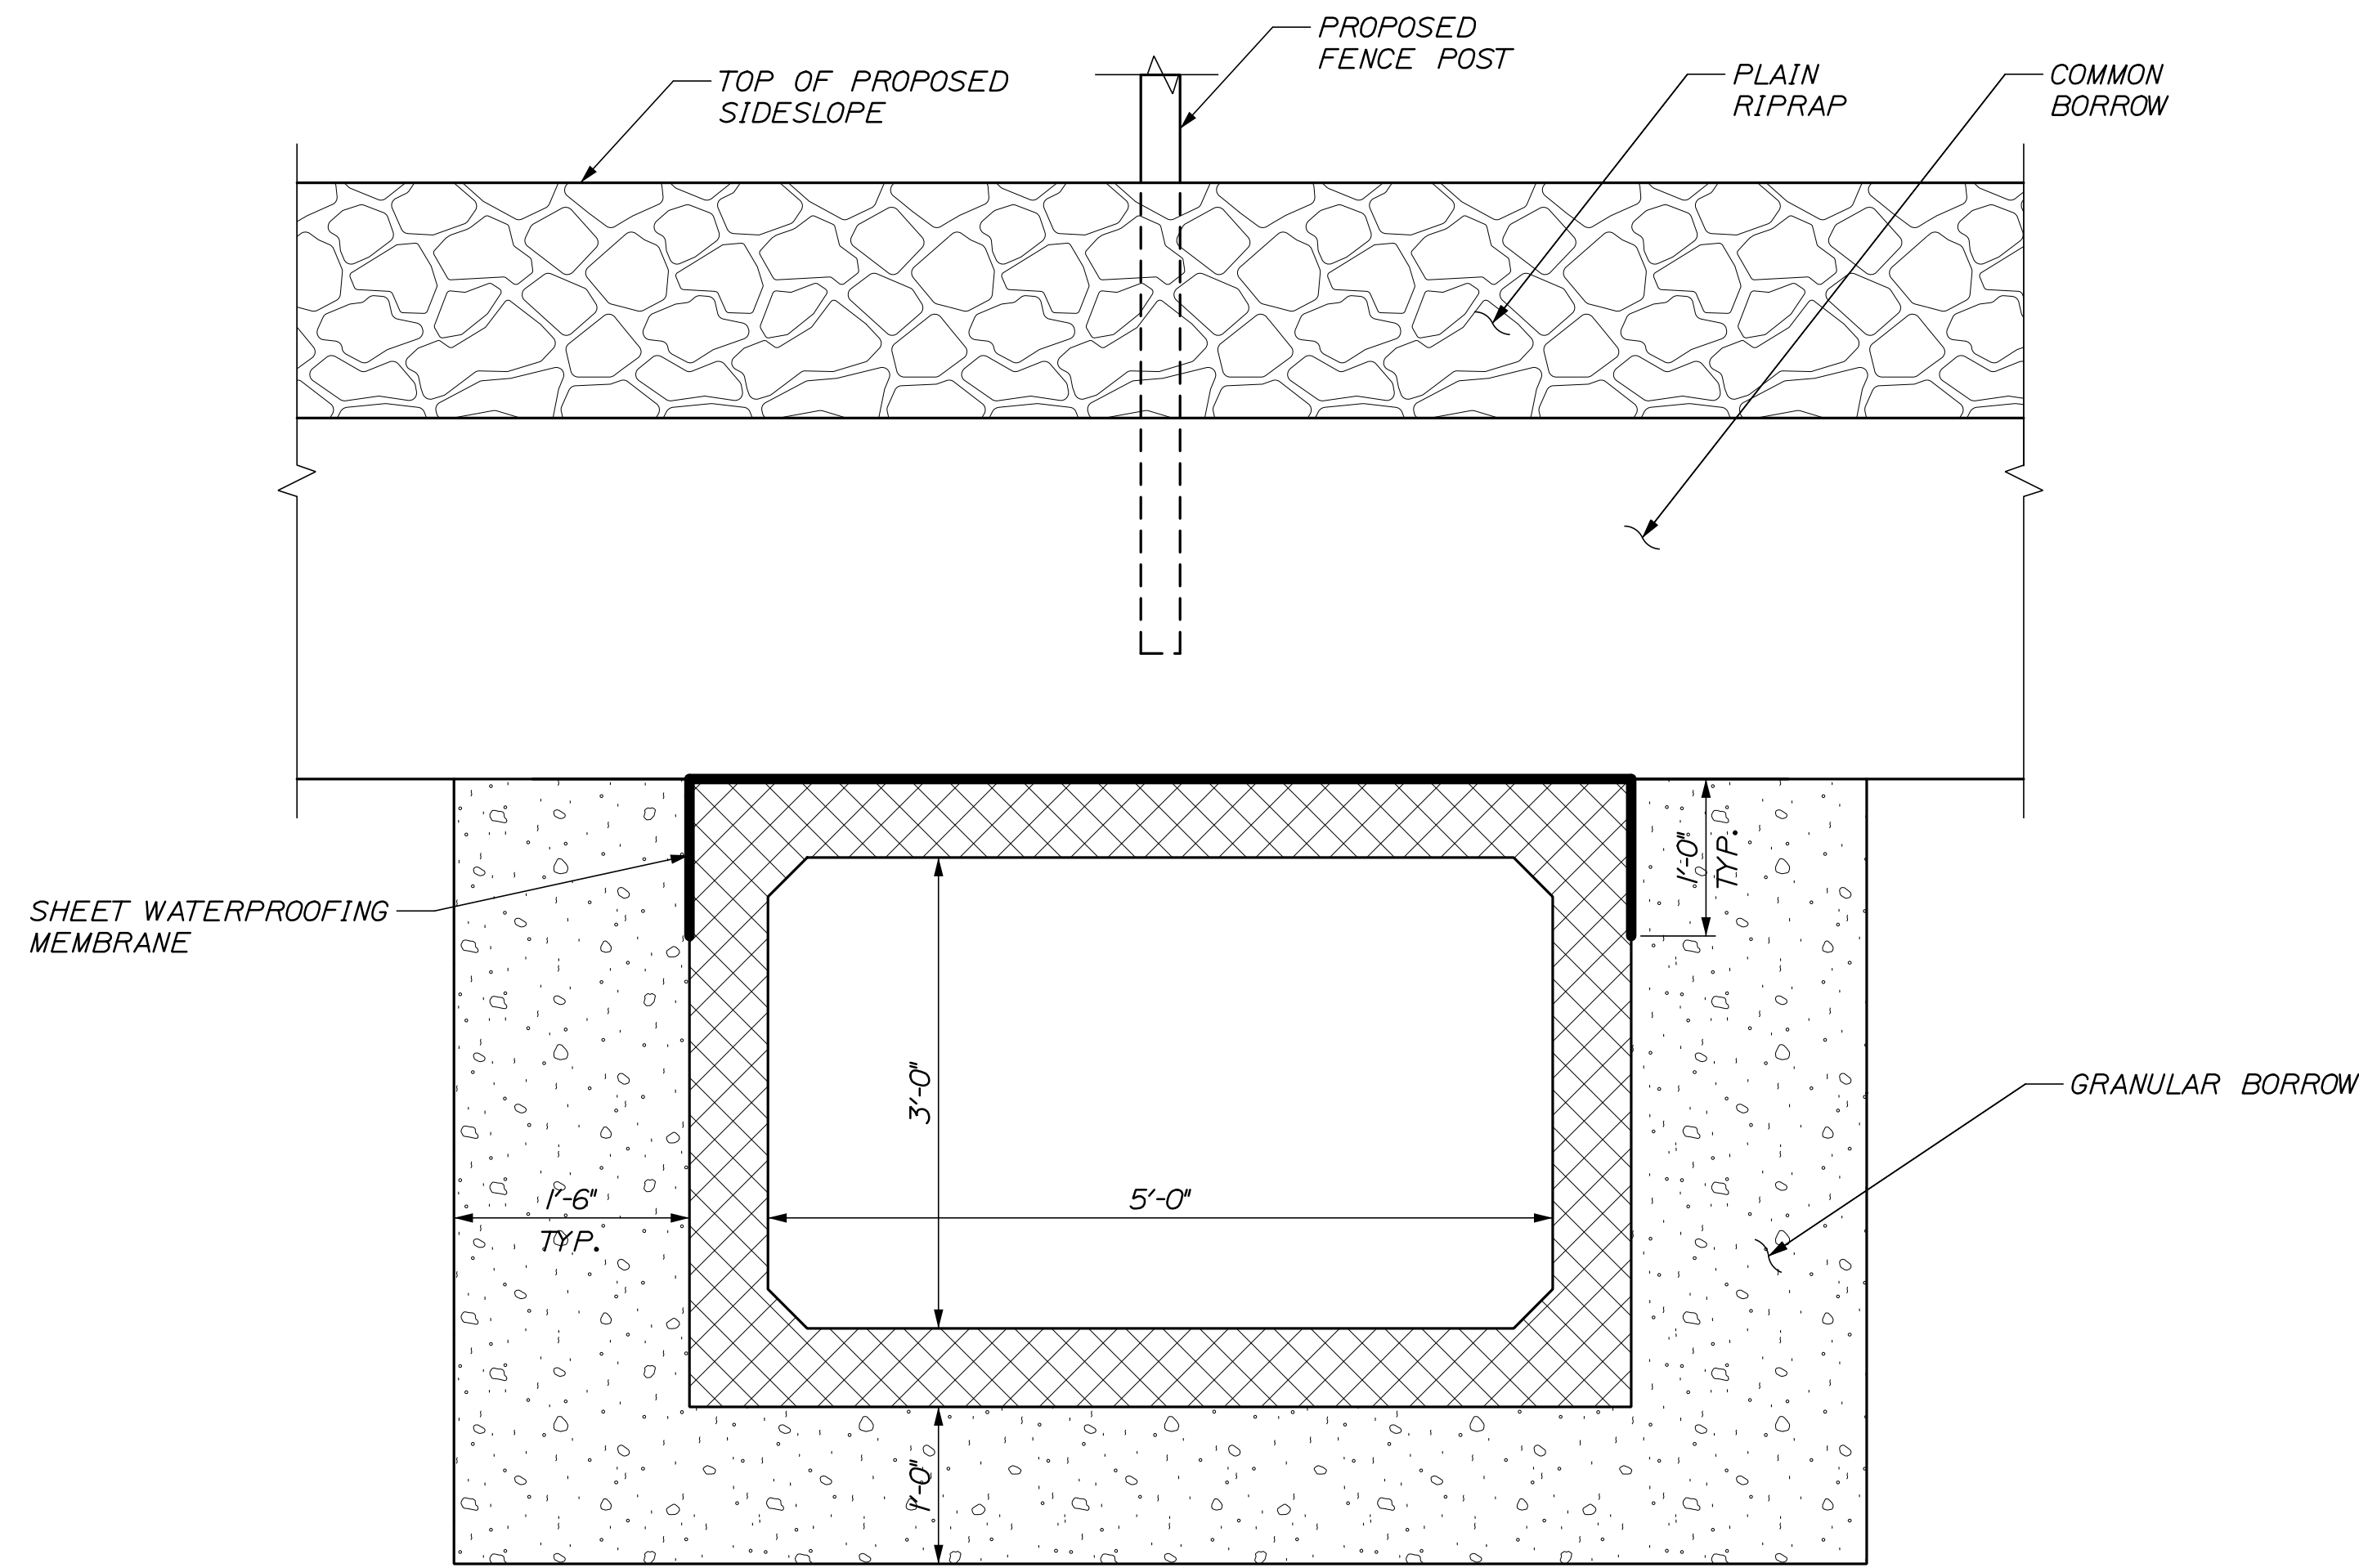 PROPOSED
FENCE POST
TOP OF PROPOSED
SIDESLOPE
PLAIN
RIPRAP
COMMON
BORROW
1'-0"
TYP.
SHEET WATERPROOFING
MEMBRANE
3'-0"
GRANULAR BORROW
1'-6"
TYP.
5'-0"
1'-0"